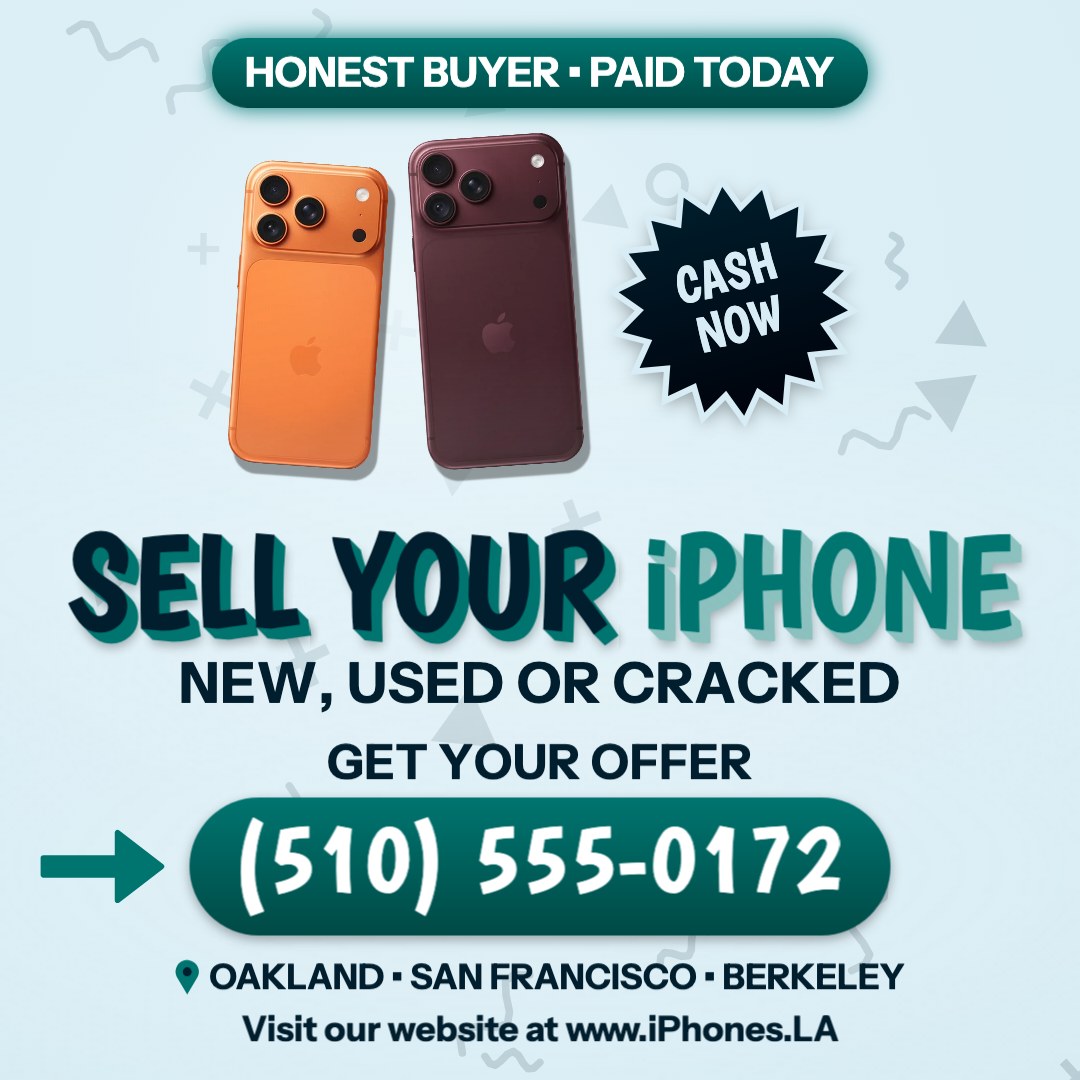 HONEST BUYER ▪ PAID TODAY
CASH
NOW
SELL YOUR iPHONE
NEW, USED OR CRACKED
GET YOUR OFFER
(510) 555-0172
OAKLAND ▪ SAN FRANCISCO ▪ BERKELEY
Visit our website at www.iPhones.LA